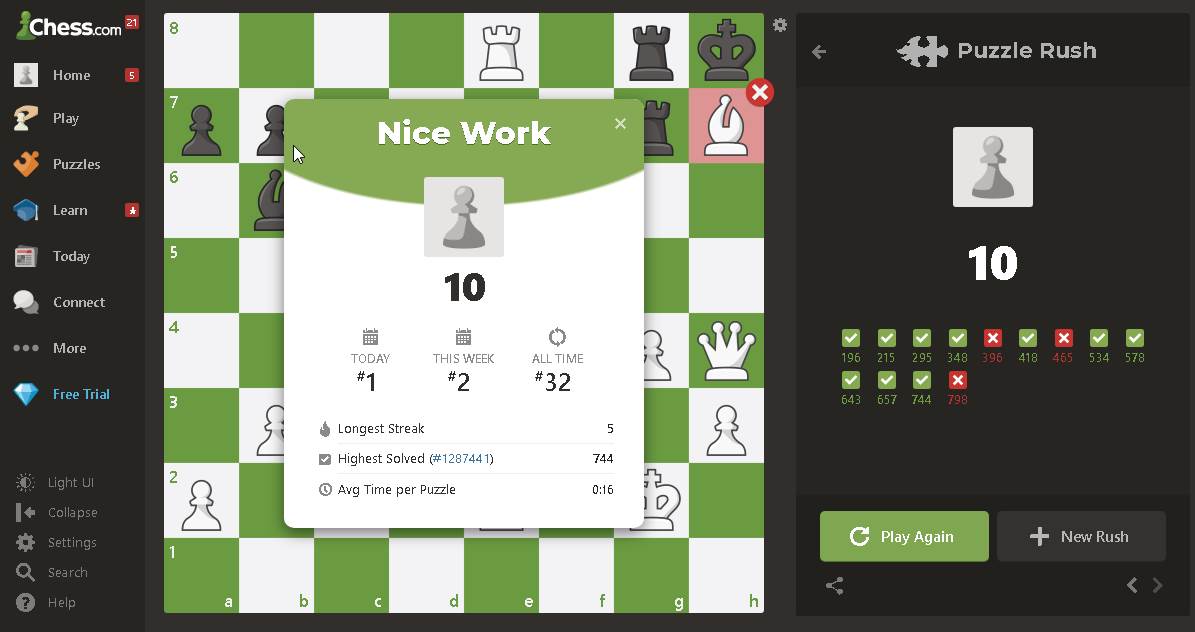 Chess.com 21
Home 5
Play
Puzzles
Learn
Today
Connect
More
Free Trial
Light UI
Collapse
Settings
Search
Help
8
7
6
5
4
3
2
1
a b c d e f g h
Nice Work
×
10
TODAY
#1
THIS WEEK
#2
ALL TIME
#32
Longest Streak 5
Highest Solved (#1287441) 744
Avg Time per Puzzle 0:16
Puzzle Rush
10
196 215 295 348 396 418 465 534 578
643 657 744 798
Play Again
New Rush